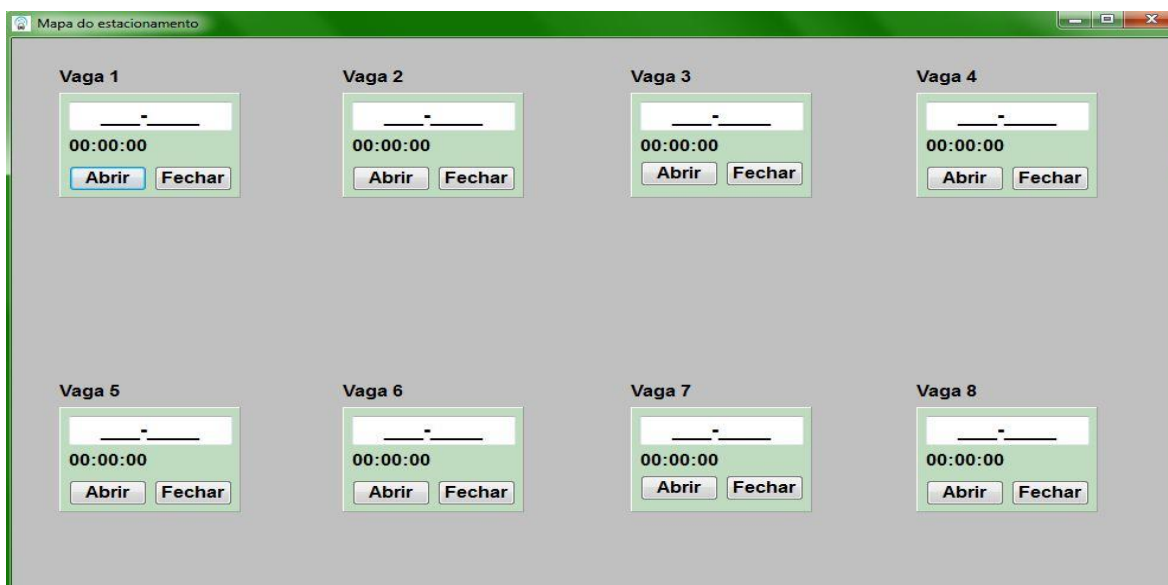 Mapa do estacionamento
Vaga 1 Vaga 2 Vaga 3 Vaga 4
___-____ ___-____ ___-____ ___-____
00:00:00 00:00:00 00:00:00 00:00:00
Abrir Fechar Abrir Fechar Abrir Fechar Abrir Fechar
Vaga 5 Vaga 6 Vaga 7 Vaga 8
___-____ ___-____ ___-____ ___-____
00:00:00 00:00:00 00:00:00 00:00:00
Abrir Fechar Abrir Fechar Abrir Fechar Abrir Fechar